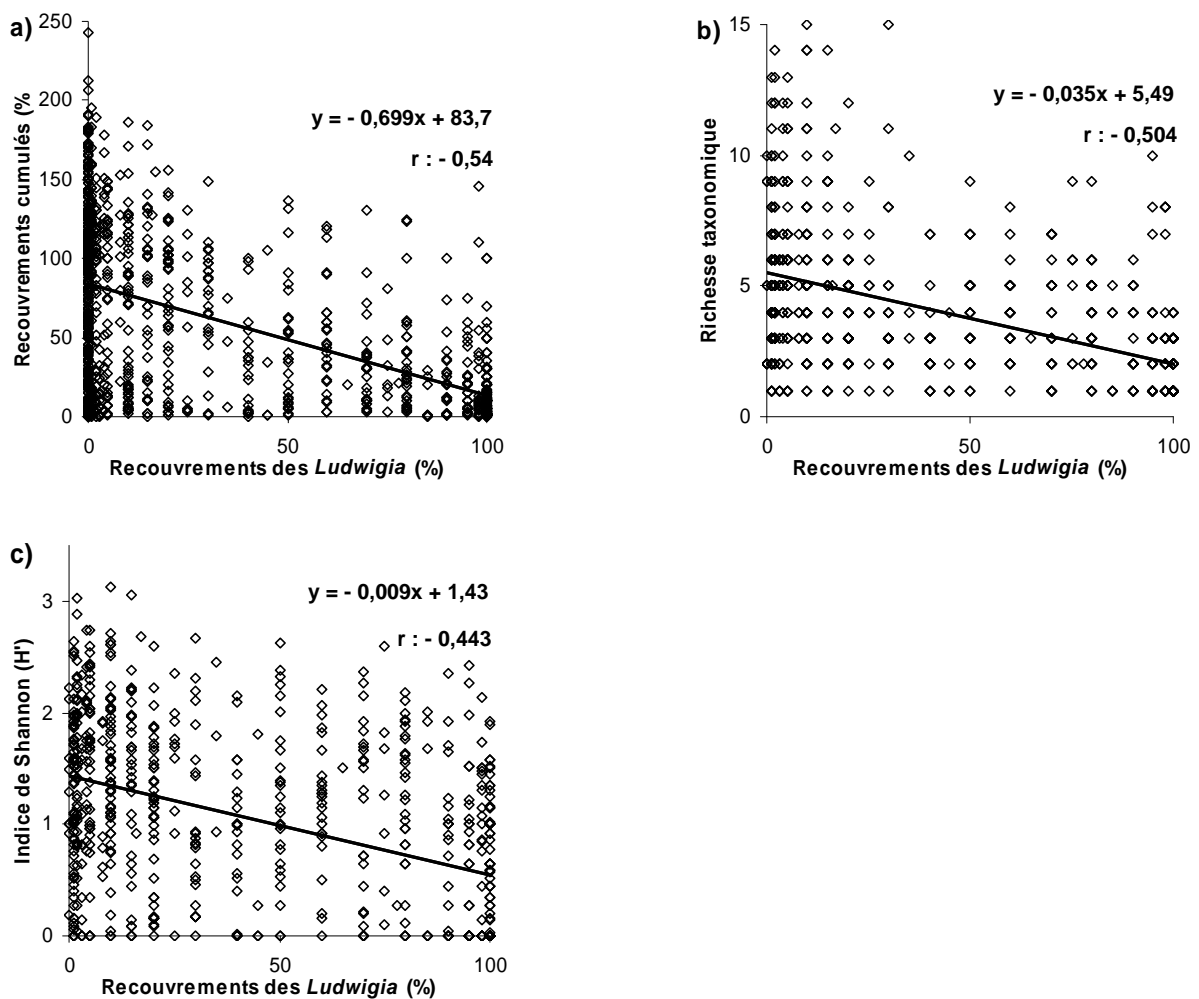 a)
Recouvrements cumulés (%
250
200
150
100
50
0
y = - 0,699x + 83,7
r : - 0,54
0
50
100
Recouvrements des Ludwigia (%)
b)
Richesse taxonomique
15
10
5
0
y = - 0,035x + 5,49
r : - 0,504
0
50
100
Recouvrements des Ludwigia (%)
c)
Indice de Shannon (H')
3
2
1
0
y = - 0,009x + 1,43
r : - 0,443
0
50
100
Recouvrements des Ludwigia (%)